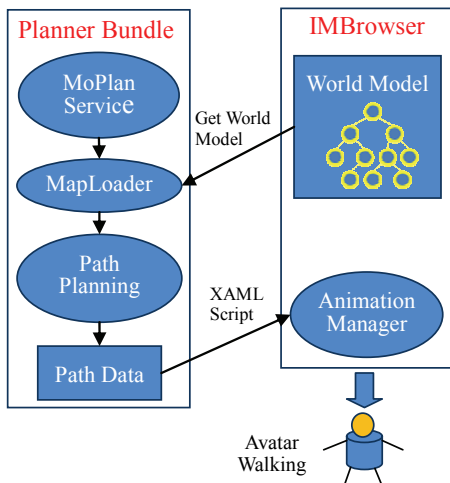 Planner Bundle
MoPlan
Service
MapLoader
Path
Planning
Path Data
Get World
Model
XAML
Script
IMBrowser
World Model
Animation
Manager
Avatar
Walking